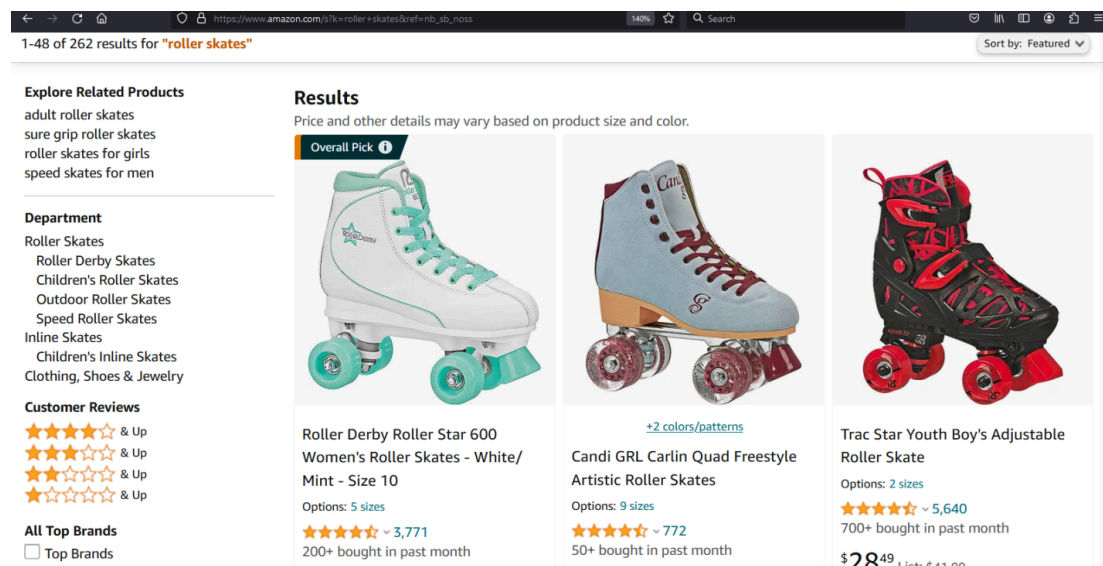 https://www.amazon.com/s?k=roller+skates&ref=nb_sb_noss
140%
Search
1-48 of 262 results for "roller skates"
Sort by: Featured
Explore Related Products
adult roller skates
sure grip roller skates
roller skates for girls
speed skates for men
Department
Roller Skates
Roller Derby Skates
Children's Roller Skates
Outdoor Roller Skates
Speed Roller Skates
Inline Skates
Children's Inline Skates
Clothing, Shoes & Jewelry
Customer Reviews
& Up
& Up
& Up
& Up
All Top Brands
Top Brands
Results
Price and other details may vary based on product size and color.
Overall Pick
RollerDerby
Roller Derby Roller Star 600
Women's Roller Skates - White/
Mint - Size 10
Options: 5 sizes
3,771
200+ bought in past month
+2 colors/patterns
Candi GRL Carlin Quad Freestyle
Artistic Roller Skates
Options: 9 sizes
772
50+ bought in past month
Trac Star Youth Boy's Adjustable
Roller Skate
Options: 2 sizes
5,640
700+ bought in past month
$28.49 List: $41.99